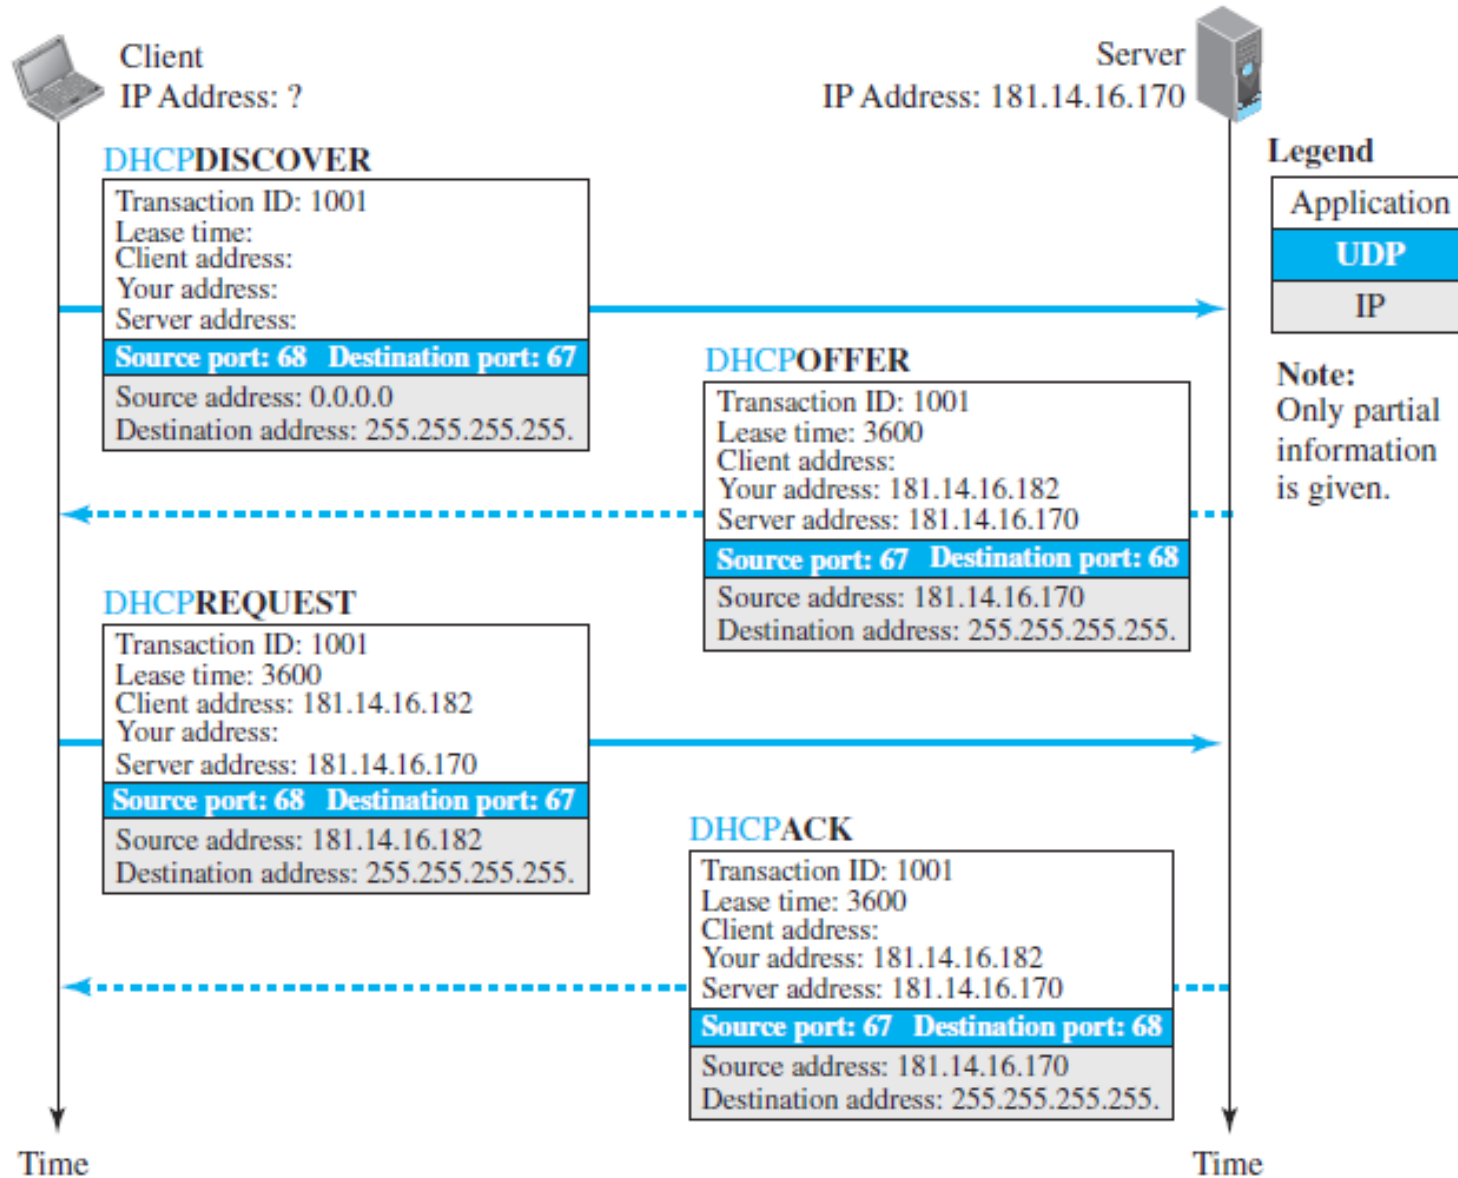 Client
IP Address: ?
Server
IP Address: 181.14.16.170
DHCPDISCOVER
Transaction ID: 1001
Lease time:
Client address:
Your address:
Server address:
Source port: 68 Destination port: 67
Source address: 0.0.0.0
Destination address: 255.255.255.255.
Legend
Application
UDP
IP
Note:
Only partial
information
is given.
DHCPOFFER
Transaction ID: 1001
Lease time: 3600
Client address:
Your address: 181.14.16.182
Server address: 181.14.16.170
Source port: 67 Destination port: 68
Source address: 181.14.16.170
Destination address: 255.255.255.255.
DHCPREQUEST
Transaction ID: 1001
Lease time: 3600
Client address: 181.14.16.182
Your address:
Server address: 181.14.16.170
Source port: 68 Destination port: 67
Source address: 181.14.16.182
Destination address: 255.255.255.255.
DHCPACK
Transaction ID: 1001
Lease time: 3600
Client address:
Your address: 181.14.16.182
Server address: 181.14.16.170
Source port: 67 Destination port: 68
Source address: 181.14.16.170
Destination address: 255.255.255.255.
Time
Time